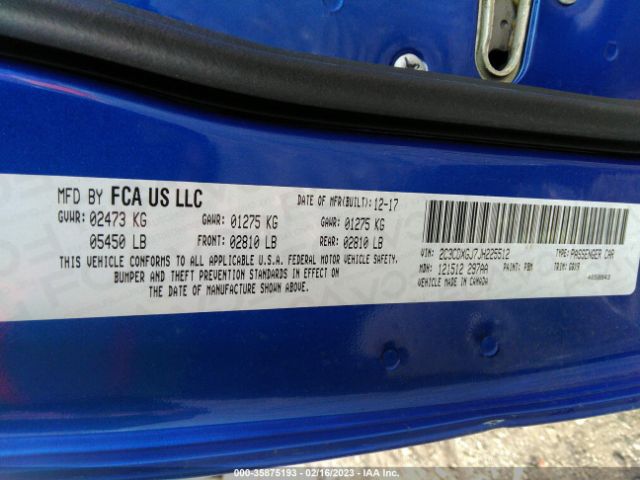 MFD BY FCA US LLC DATE OF MFR(BUILT): 12-17
GVWR: 02473 KG GAWR: 01275 KG GAWR: 01275 KG
05450 LB FRONT: 02810 LB REAR: 02810 LB
THIS VEHICLE CONFORMS TO ALL APPLICABLE U.S.A. FEDERAL MOTOR VEHICLE SAFETY,
BUMPER AND THEFT PREVENTION STANDARDS IN EFFECT ON
THE DATE OF MANUFACTURE SHOWN ABOVE.
VIN: 2C3CDXGJ7JH225512 TYPE: PASSENGER CAR
MDH: 121512 297AA PAINT: PBM TRIM:
VEHICLE MADE IN CANADA
000-35875193 - 02/16/2023 - IAA Inc.